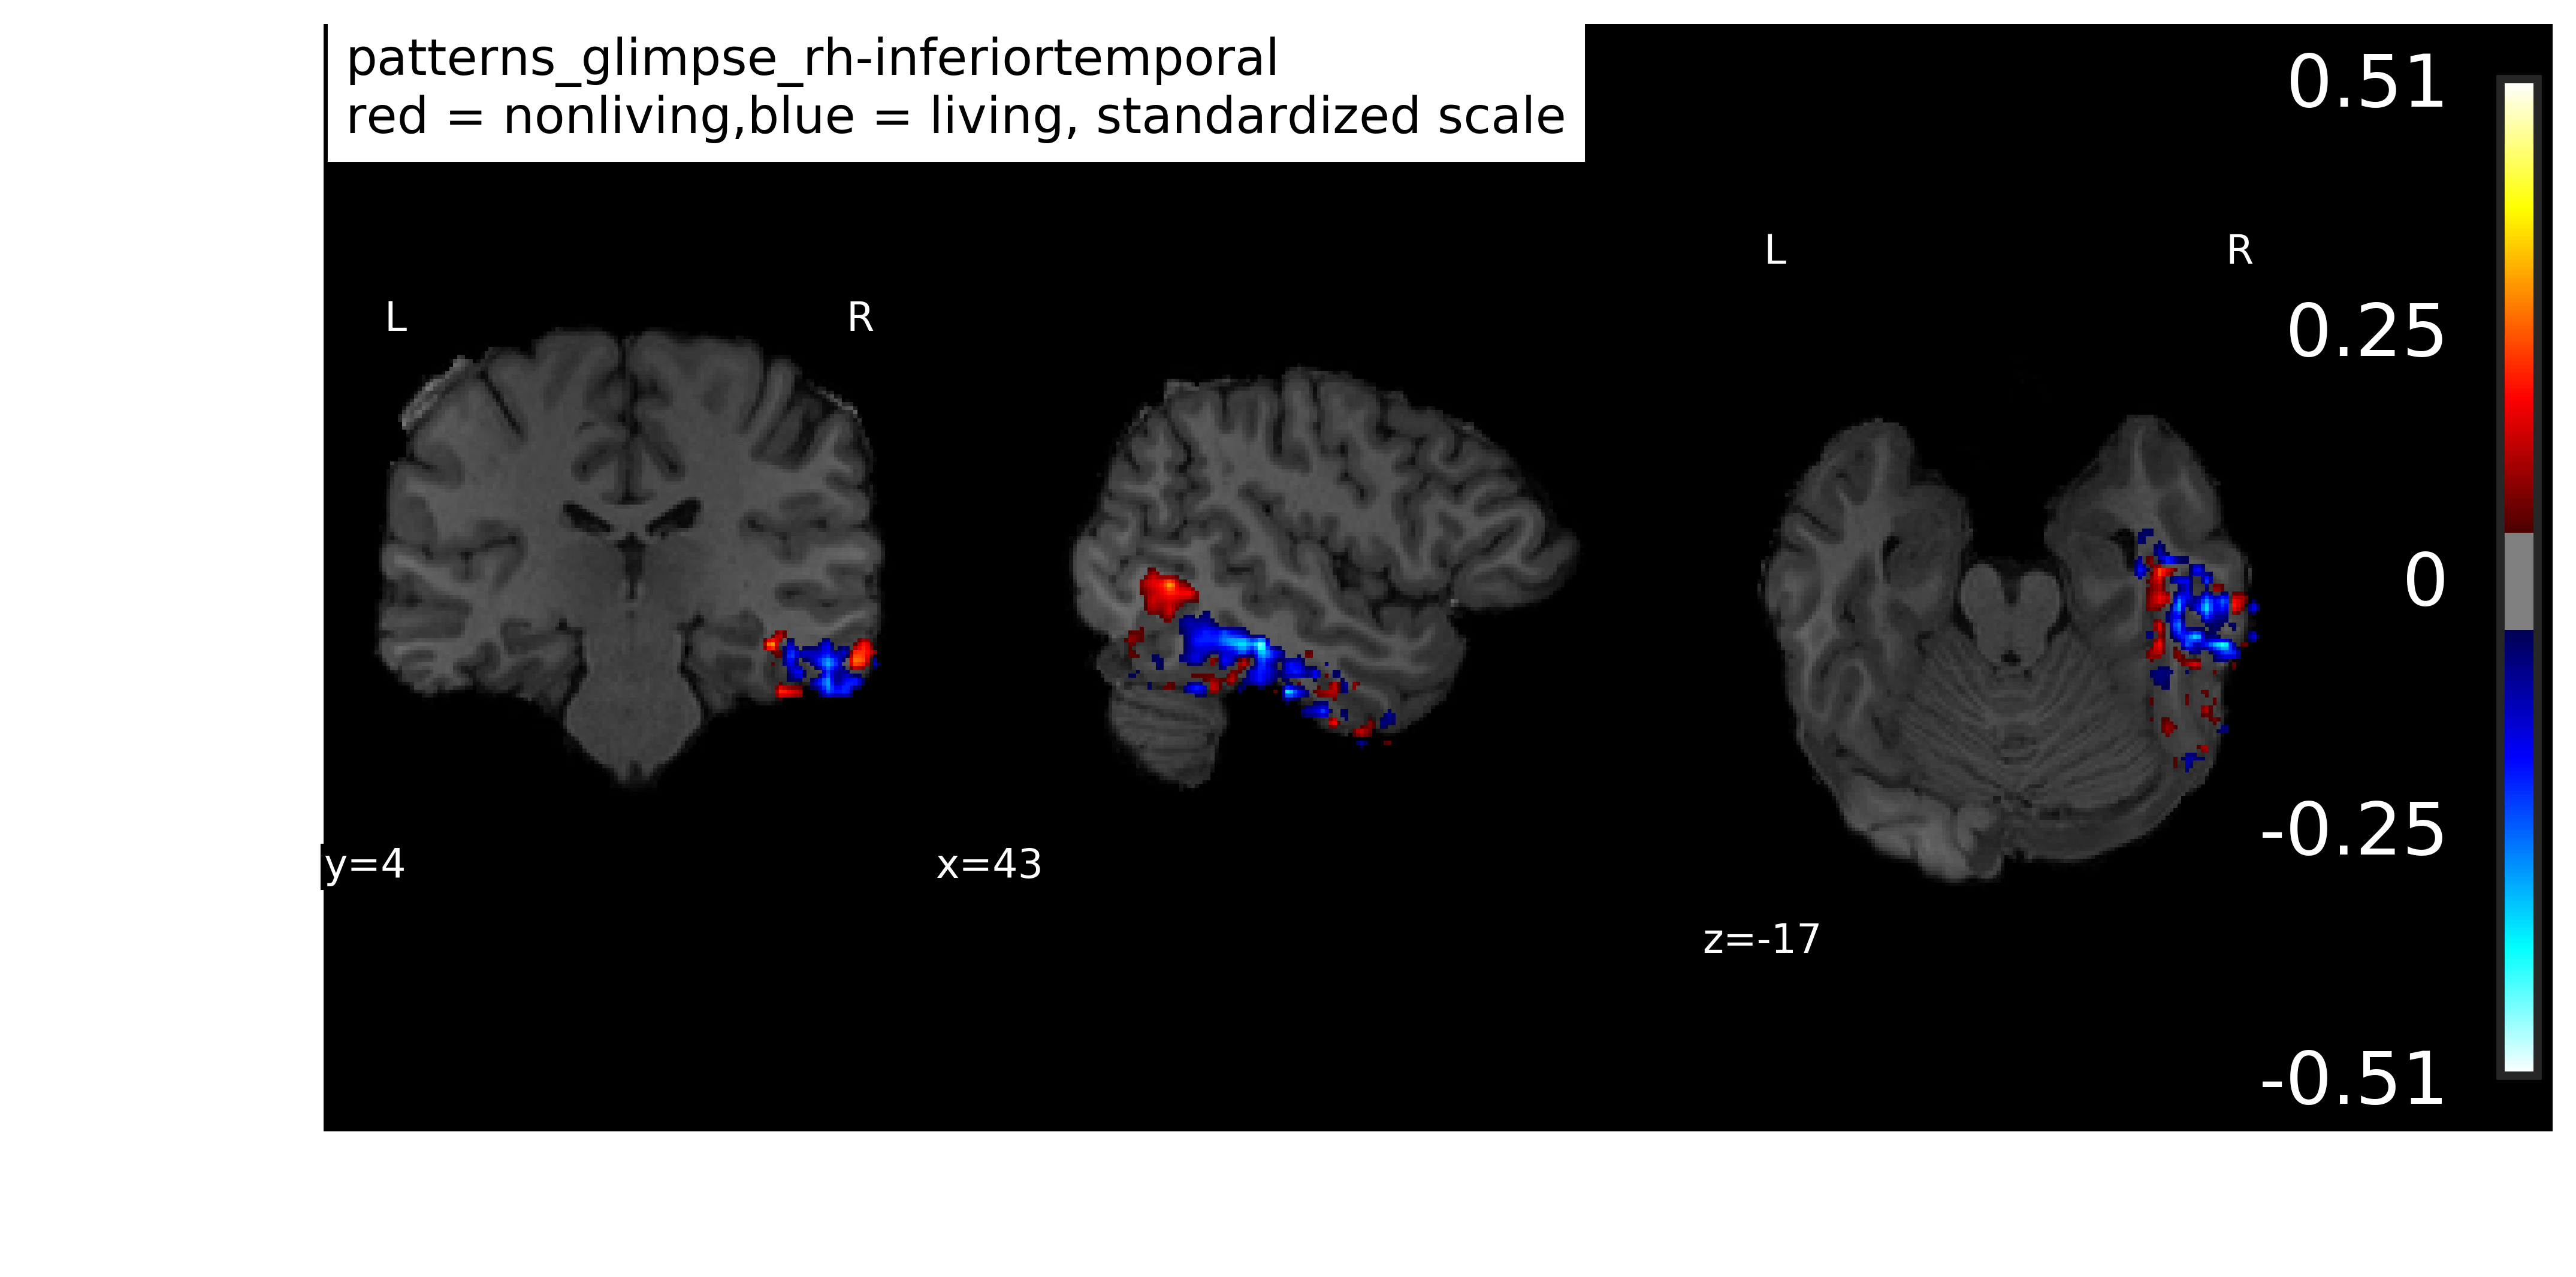 patterns_glimpse_rh-inferiortemporal
red = nonliving,blue = living, standardized scale
L R
L R
y=4
x=43
z=-17
0.51
0.25
0
-0.25
-0.51